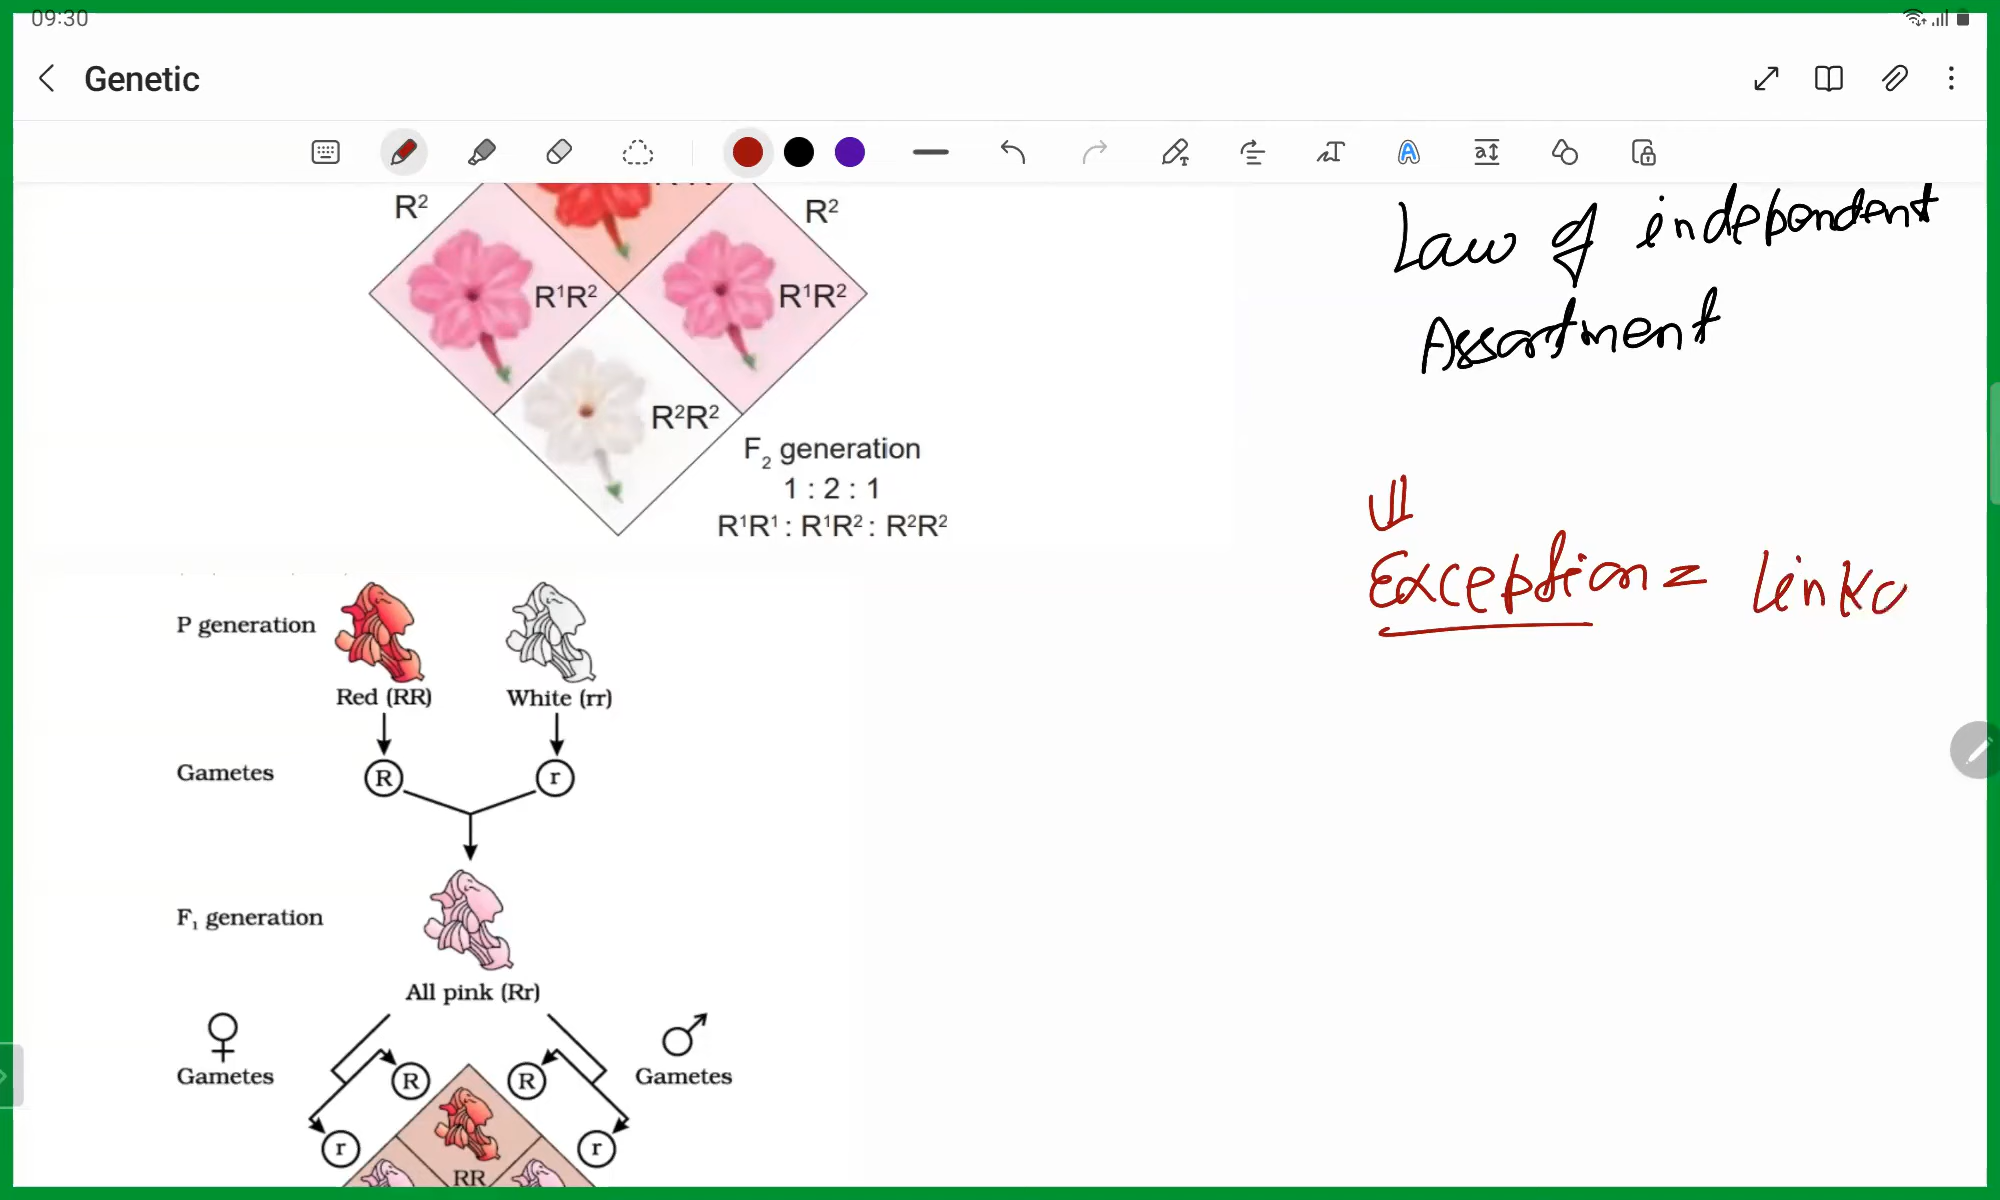 09:30
Genetic
R²
R²
R¹R²
R¹R²
R²R²
F₂ generation
1 : 2 : 1
R¹R¹ : R¹R² : R²R²
Law of independent
Assortment
Exception = Linka
P generation
Red (RR)
White (rr)
Gametes
R
r
F₁ generation
All pink (Rr)
Gametes
R
R
Gametes
r
r
RR